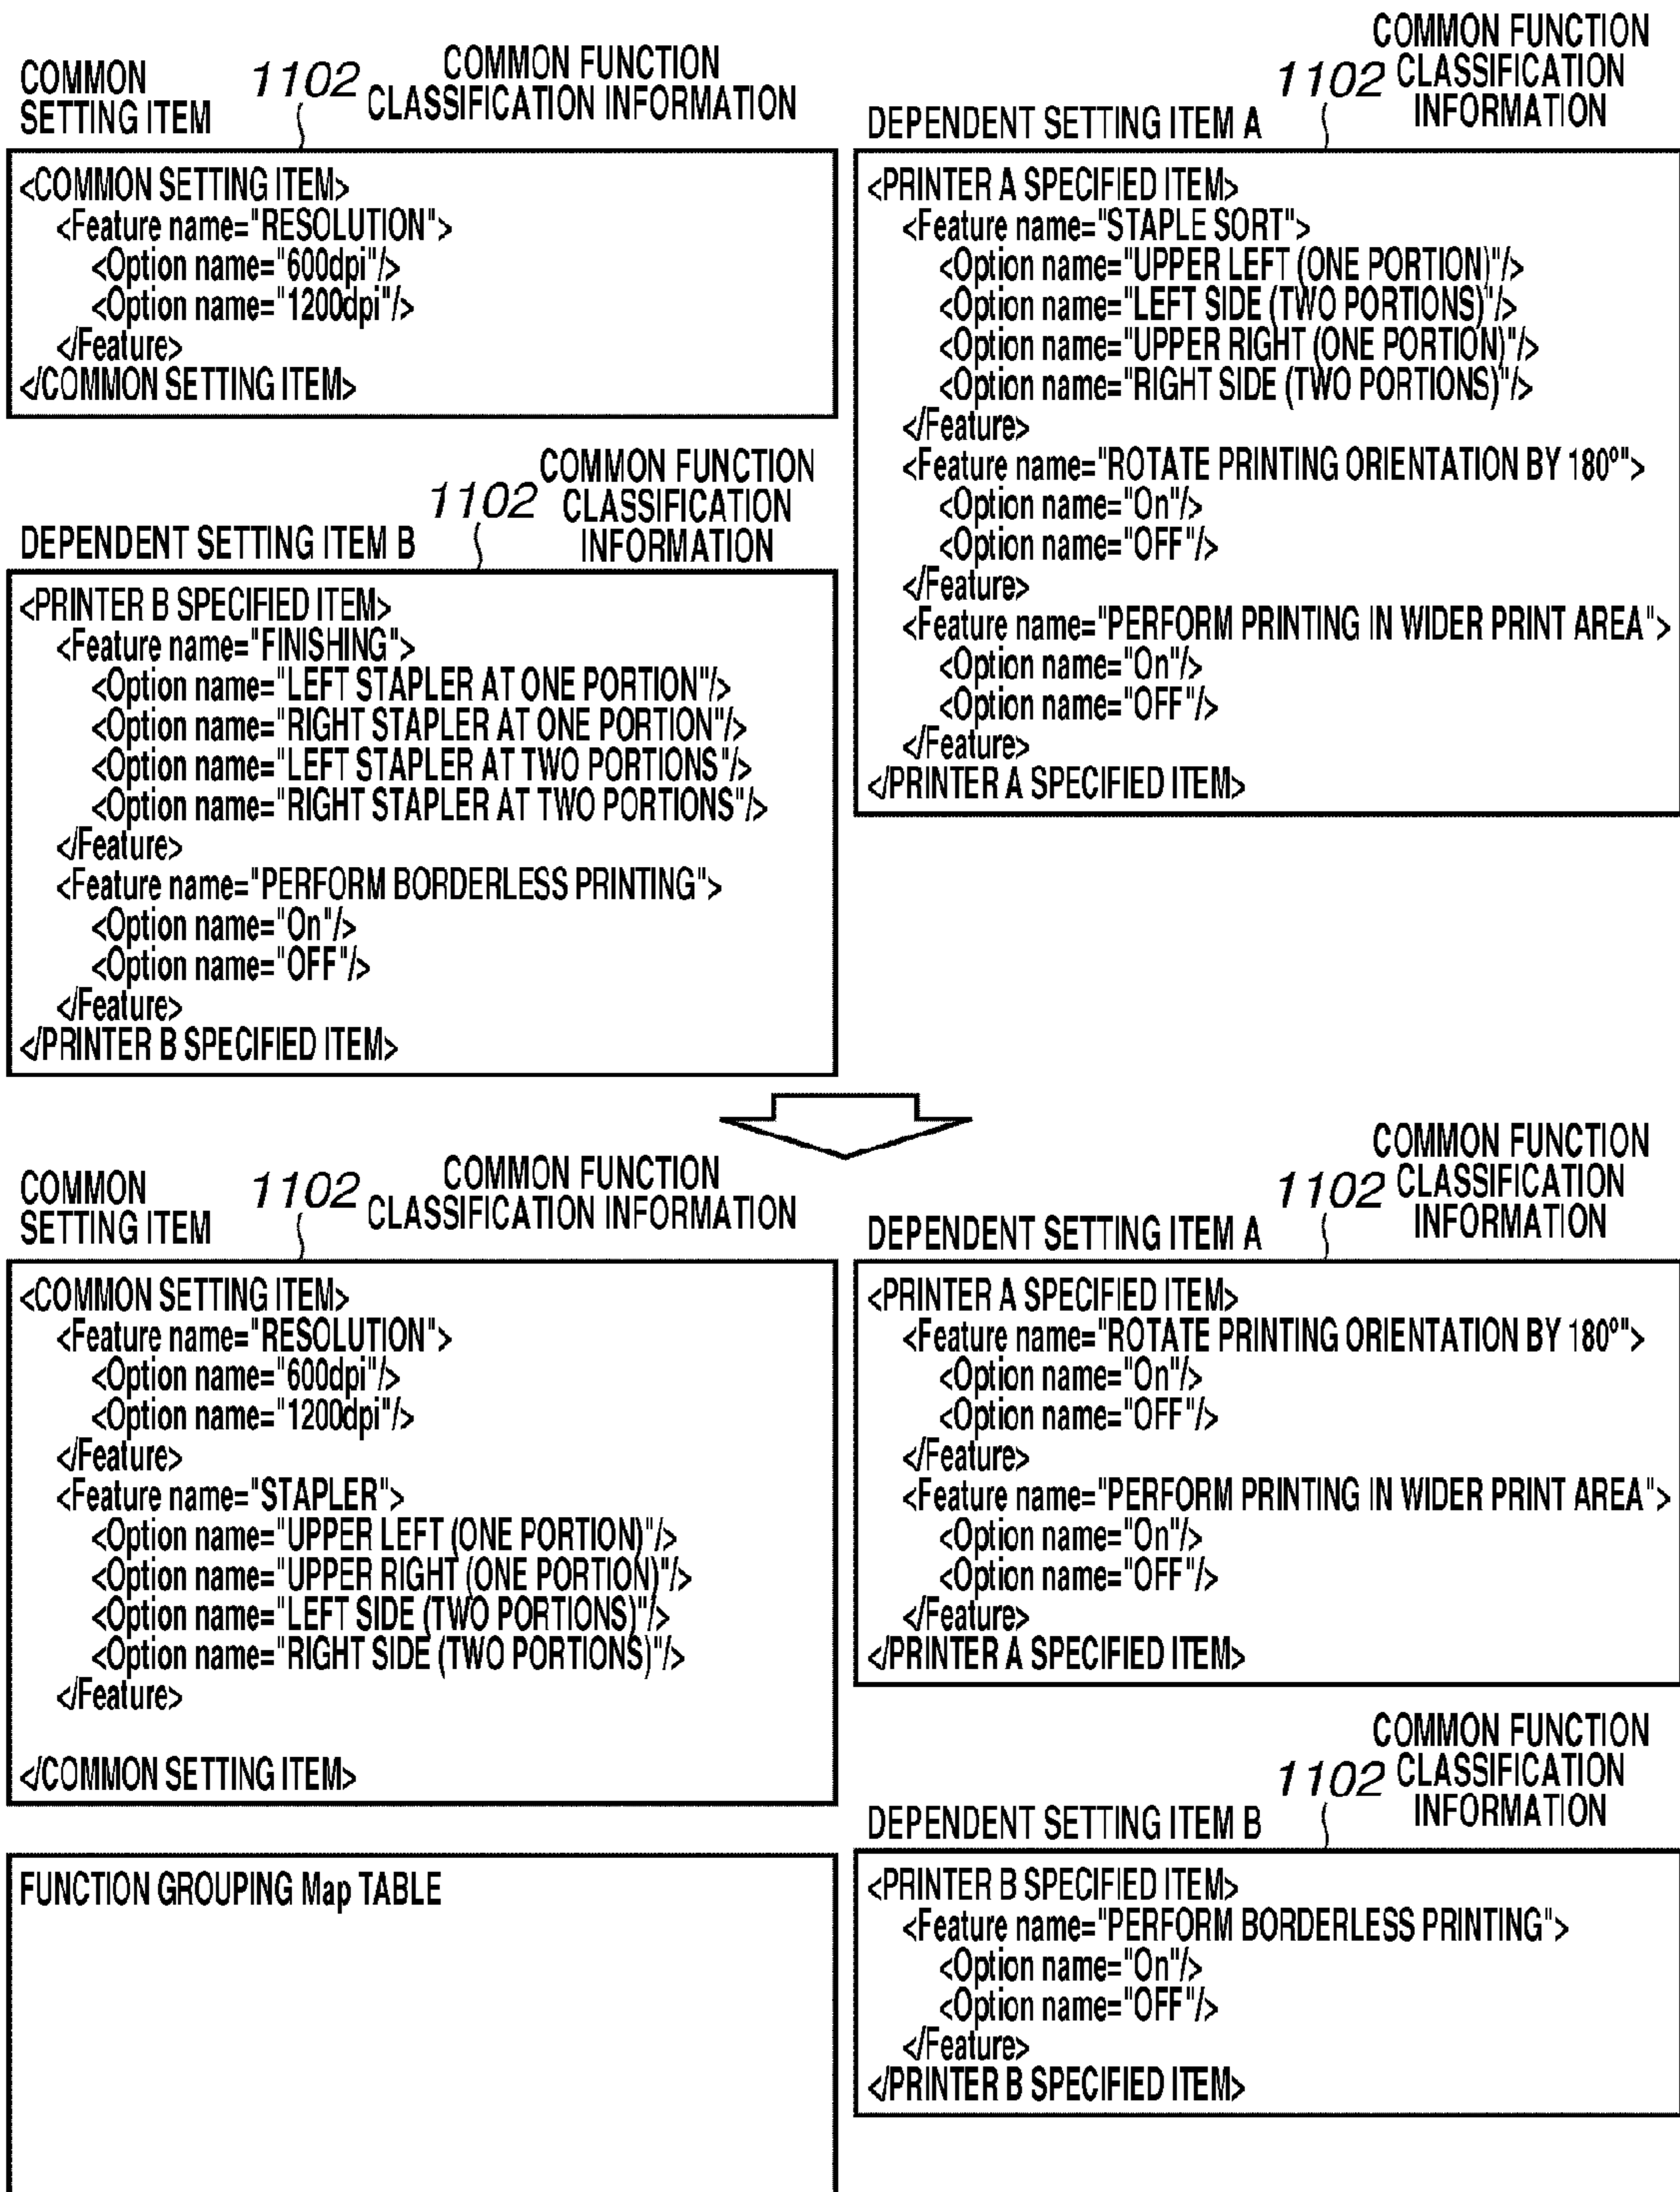 COMMON
SETTING ITEM
1102
COMMON FUNCTION
CLASSIFICATION INFORMATION
<COMMON SETTING ITEM>
<Feature name="RESOLUTION">
<Option name="600dpi"/>
<Option name="1200dpi"/>
</Feature>
</COMMON SETTING ITEM>
DEPENDENT SETTING ITEM A
1102
COMMON FUNCTION
CLASSIFICATION
INFORMATION
<PRINTER A SPECIFIED ITEM>
<Feature name="STAPLE SORT">
<Option name="UPPER LEFT (ONE PORTION)"/>
<Option name="LEFT SIDE (TWO PORTIONS)"/>
<Option name="UPPER RIGHT (ONE PORTION)"/>
<Option name="RIGHT SIDE (TWO PORTIONS)"/>
</Feature>
<Feature name="ROTATE PRINTING ORIENTATION BY 180º">
<Option name="On"/>
<Option name="OFF"/>
</Feature>
<Feature name="PERFORM PRINTING IN WIDER PRINT AREA">
<Option name="On"/>
<Option name="OFF"/>
</Feature>
</PRINTER A SPECIFIED ITEM>
DEPENDENT SETTING ITEM B
1102
COMMON FUNCTION
CLASSIFICATION
INFORMATION
<PRINTER B SPECIFIED ITEM>
<Feature name="FINISHING">
<Option name="LEFT STAPLER AT ONE PORTION"/>
<Option name="RIGHT STAPLER AT ONE PORTION"/>
<Option name="LEFT STAPLER AT TWO PORTIONS"/>
<Option name="RIGHT STAPLER AT TWO PORTIONS"/>
</Feature>
<Feature name="PERFORM BORDERLESS PRINTING">
<Option name="On"/>
<Option name="OFF"/>
</Feature>
</PRINTER B SPECIFIED ITEM>
COMMON
SETTING ITEM
1102
COMMON FUNCTION
CLASSIFICATION INFORMATION
<COMMON SETTING ITEM>
<Feature name="RESOLUTION">
<Option name="600dpi"/>
<Option name="1200dpi"/>
</Feature>
<Feature name="STAPLER">
<Option name="UPPER LEFT (ONE PORTION)"/>
<Option name="UPPER RIGHT (ONE PORTION)"/>
<Option name="LEFT SIDE (TWO PORTIONS)"/>
<Option name="RIGHT SIDE (TWO PORTIONS)"/>
</Feature>
</COMMON SETTING ITEM>
DEPENDENT SETTING ITEM A
1102
COMMON FUNCTION
CLASSIFICATION
INFORMATION
<PRINTER A SPECIFIED ITEM>
<Feature name="ROTATE PRINTING ORIENTATION BY 180º">
<Option name="On"/>
<Option name="OFF"/>
</Feature>
<Feature name="PERFORM PRINTING IN WIDER PRINT AREA">
<Option name="On"/>
<Option name="OFF"/>
</Feature>
</PRINTER A SPECIFIED ITEM>
FUNCTION GROUPING Map TABLE
DEPENDENT SETTING ITEM B
1102
COMMON FUNCTION
CLASSIFICATION
INFORMATION
<PRINTER B SPECIFIED ITEM>
<Feature name="PERFORM BORDERLESS PRINTING">
<Option name="On"/>
<Option name="OFF"/>
</Feature>
</PRINTER B SPECIFIED ITEM>